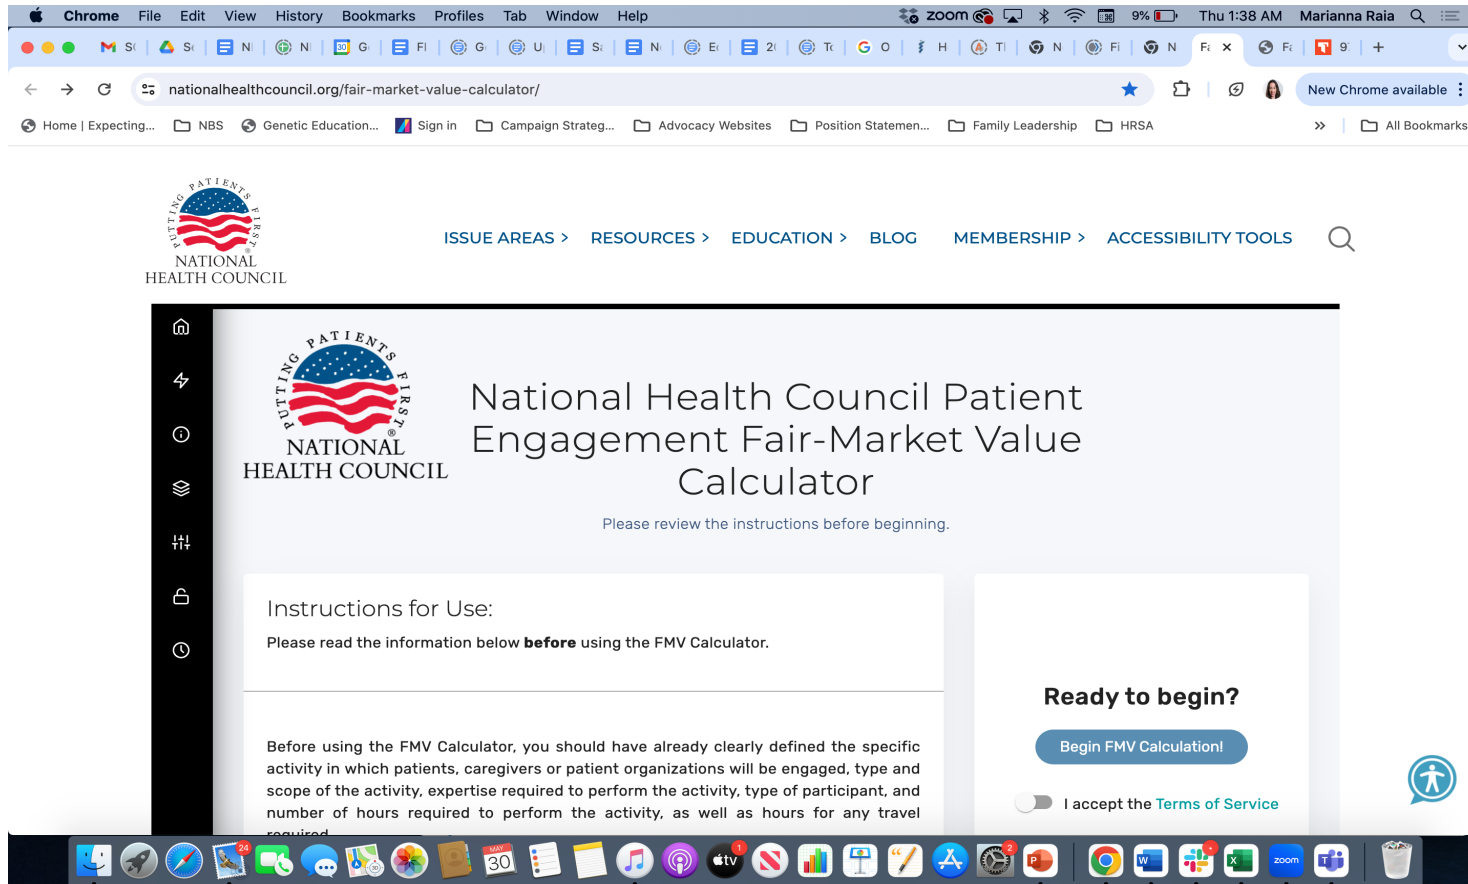 Chrome File Edit View History Bookmarks Profiles Tab Window Help zoom 9% Thu 1:38 AM Marianna Raia
nationalhealthcouncil.org/fair-market-value-calculator/ New Chrome available
Home | Expecting... NBS Genetic Education... Sign in Campaign Strateg... Advocacy Websites Position Statemen... Family Leadership HRSA » All Bookmarks
PUTTING PATIENTS FIRST
NATIONAL
HEALTH COUNCIL
ISSUE AREAS > RESOURCES > EDUCATION > BLOG MEMBERSHIP > ACCESSIBILITY TOOLS
PUTTING PATIENTS FIRST
NATIONAL
HEALTH COUNCIL
National Health Council Patient
Engagement Fair-Market Value
Calculator
Please review the instructions before beginning.
Instructions for Use:
Please read the information below before using the FMV Calculator.
Before using the FMV Calculator, you should have already clearly defined the specific
activity in which patients, caregivers or patient organizations will be engaged, type and
scope of the activity, expertise required to perform the activity, type of participant, and
number of hours required to perform the activity, as well as hours for any travel
required
Ready to begin?
Begin FMV Calculation!
I accept the Terms of Service
24 MAY 30 tv 1 2 zoom